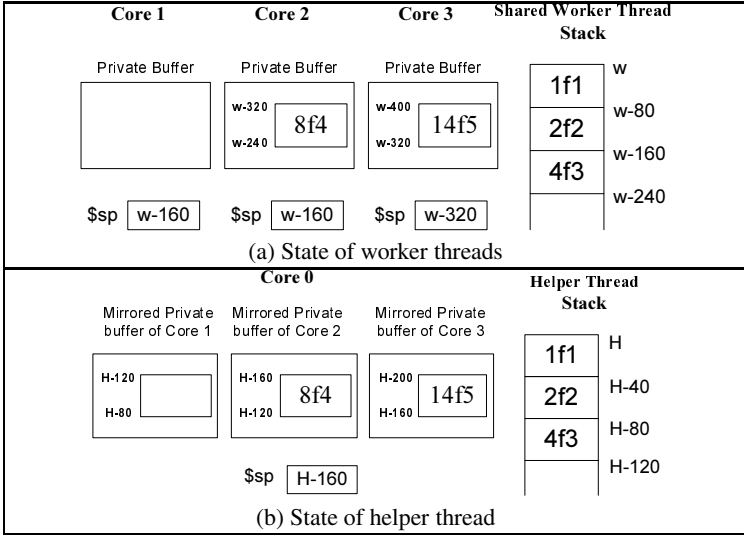 Core 1 Core 2 Core 3 Shared Worker Thread
Stack
Private Buffer Private Buffer Private Buffer
w
1f1
w-320 8f4 w-400 14f5
w-80
2f2
w-240 w-320
w-160
4f3
w-240
$sp w-160 $sp w-160 $sp w-320
(a) State of worker threads
Core 0
Helper Thread
Stack
Mirrored Private Mirrored Private Mirrored Private
buffer of Core 1 buffer of Core 2 buffer of Core 3
H
1f1
H-120 H-160 8f4 H-200 14f5
H-40
2f2
H-80 H-120 H-160
H-80
4f3
H-120
$sp H-160
(b) State of helper thread